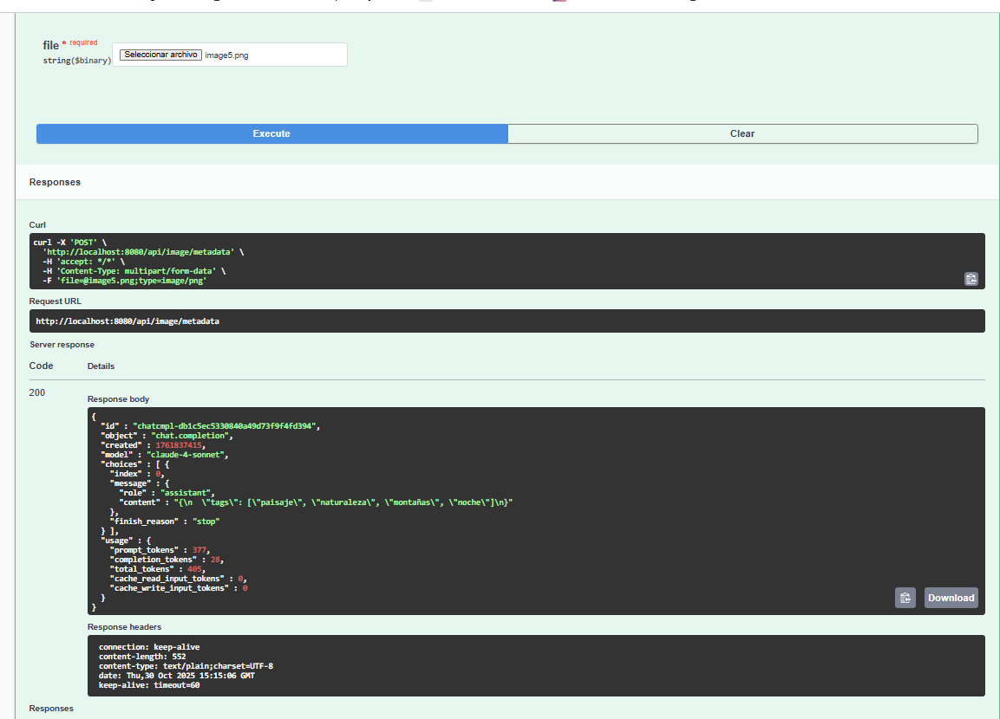 file * required
string($binary)
Seleccionar archivo image5.png
Execute
Clear
Responses
Curl
curl -X 'POST' \
  'http://localhost:8080/api/image/metadata' \
  -H 'accept: */*' \
  -H 'Content-Type: multipart/form-data' \
  -F 'file=@image5.png;type=image/png'
Request URL
http://localhost:8080/api/image/metadata
Server response
Code Details
200
Response body
{
  "id" : "chatcmpl-db1c5ec5330840a49d73f9f4fd394",
  "object" : "chat.completion",
  "created" : 1761837415,
  "model" : "claude-4-sonnet",
  "choices" : [ {
    "index" : 0,
    "message" : {
      "role" : "assistant",
      "content" : "{\n  \"tags\": [\"paisaje\", \"naturaleza\", \"montañas\", \"noche\"]\n}"
    },
    "finish_reason" : "stop"
  } ],
  "usage" : {
    "prompt_tokens" : 377,
    "completion_tokens" : 28,
    "total_tokens" : 405,
    "cache_read_input_tokens" : 0,
    "cache_write_input_tokens" : 0
  }
}
Download
Response headers
connection: keep-alive
content-length: 552
content-type: text/plain;charset=UTF-8
date: Thu,30 Oct 2025 15:15:06 GMT
keep-alive: timeout=60
Responses